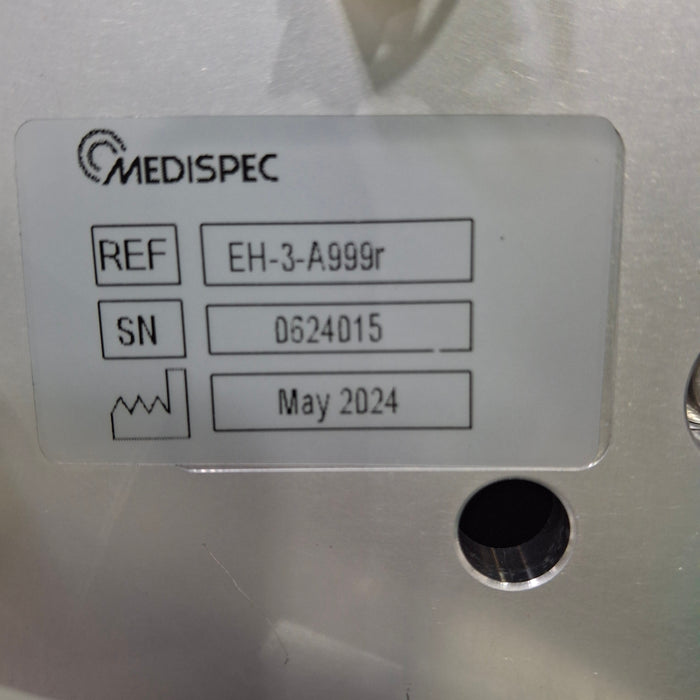 MEDISPEC
REF EH-3-A999r
SN 0624015
May 2024